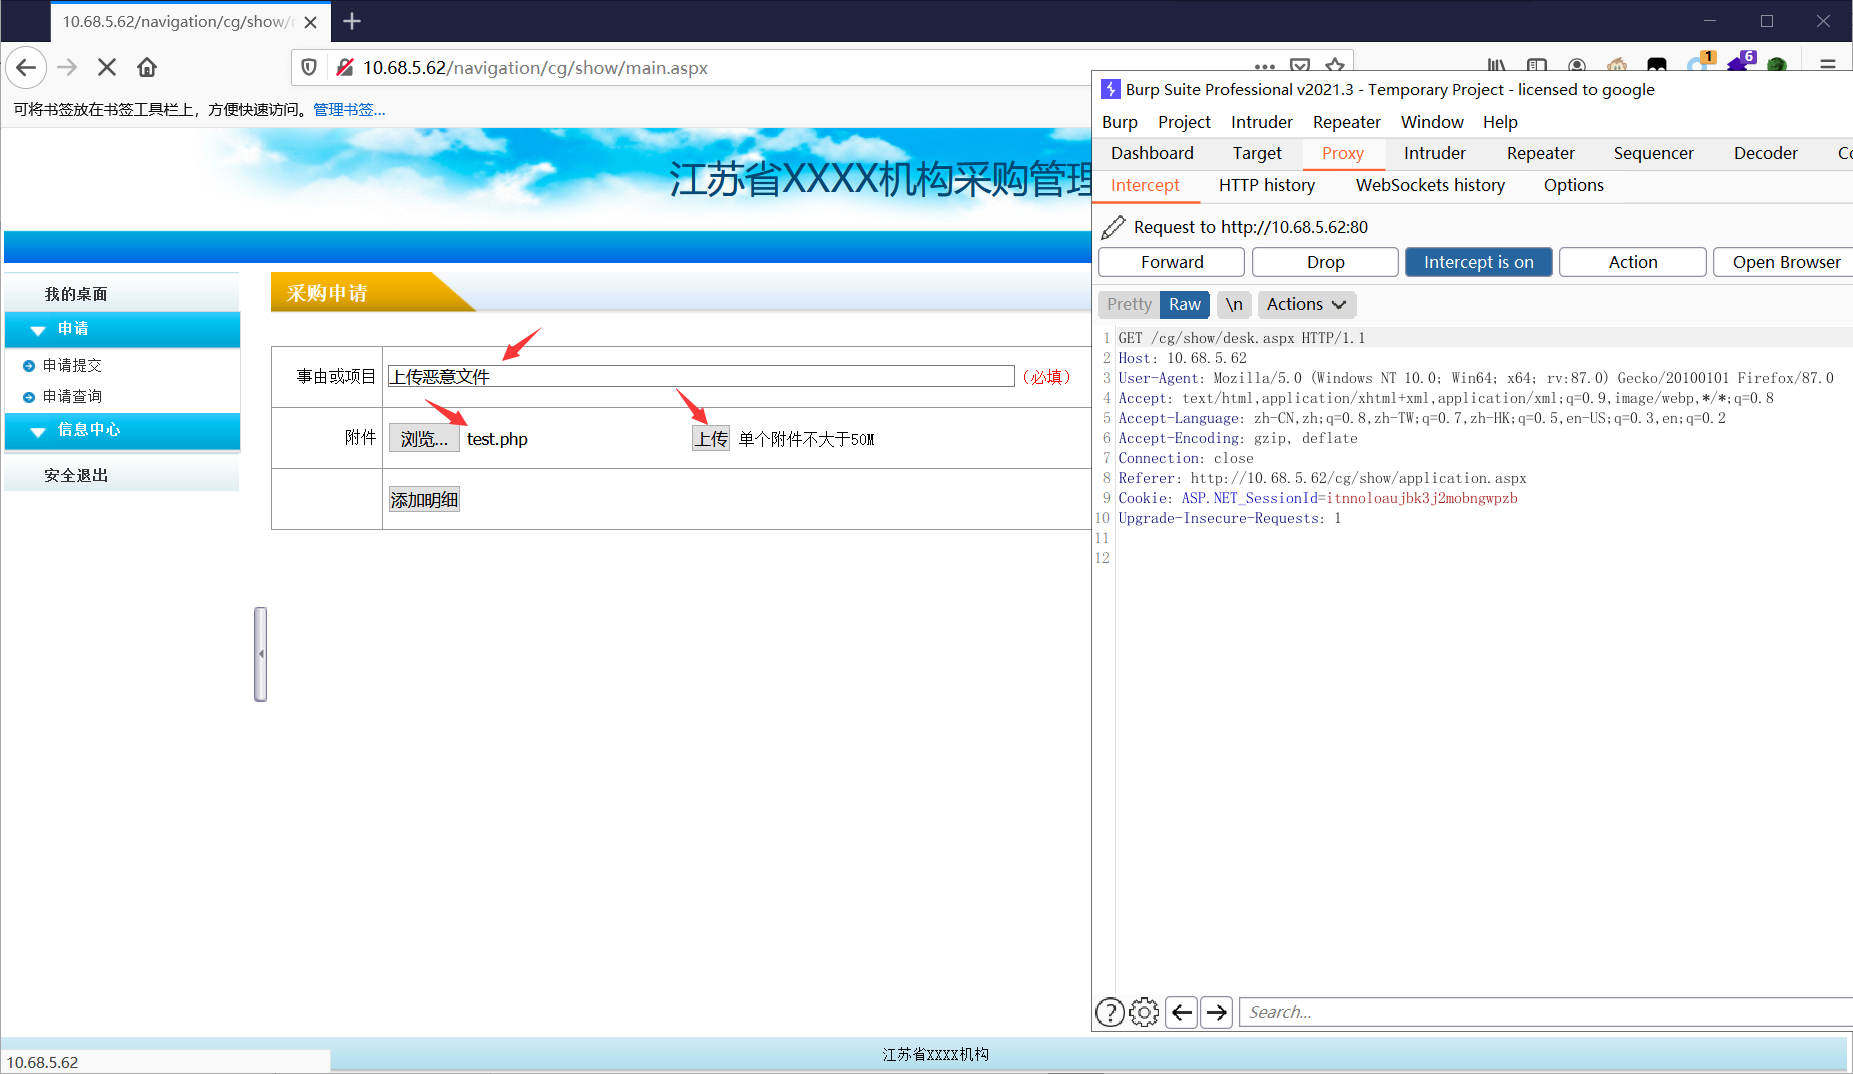 10.68.5.62/navigation/cg/show/
10.68.5.62/navigation/cg/show/main.aspx
1
6
可将书签放在书签工具栏上，方便快速访问。管理书签...
江苏省XXXX机构采购管理
我的桌面
申请
申请提交
申请查询
信息中心
安全退出
采购申请
事由或项目
上传恶意文件
（必填）
附件
浏览...
test.php
上传
单个附件不大于50M
添加明细
江苏省XXXX机构
10.68.5.62
Burp Suite Professional v2021.3 - Temporary Project - licensed to google
Burp Project Intruder Repeater Window Help
Dashboard Target Proxy Intruder Repeater Sequencer Decoder Co
Intercept HTTP history WebSockets history Options
Request to http://10.68.5.62:80
Forward Drop Intercept is on Action Open Browser
Pretty Raw \n Actions
1 GET /cg/show/desk.aspx HTTP/1.1
2 Host: 10.68.5.62
3 User-Agent: Mozilla/5.0 (Windows NT 10.0; Win64; x64; rv:87.0) Gecko/20100101 Firefox/87.0
4 Accept: text/html,application/xhtml+xml,application/xml;q=0.9,image/webp,*/*;q=0.8
5 Accept-Language: zh-CN,zh;q=0.8,zh-TW;q=0.7,zh-HK;q=0.5,en-US;q=0.3,en;q=0.2
6 Accept-Encoding: gzip, deflate
7 Connection: close
8 Referer: http://10.68.5.62/cg/show/application.aspx
9 Cookie: ASP.NET_SessionId=itnnoloaujbk3j2mobngwpzb
10 Upgrade-Insecure-Requests: 1
11
12
Search...